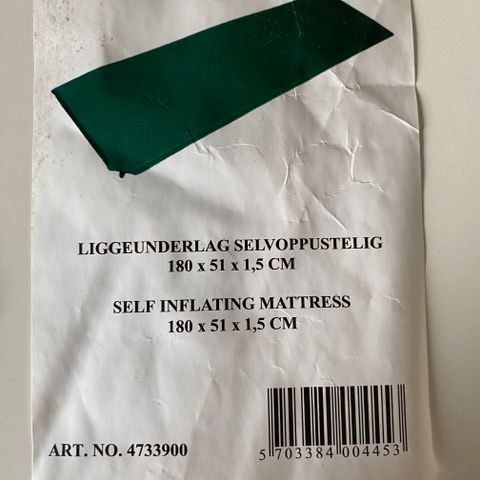 LIGGEUNDERLAG SELVOPPUSTELIG
180 x 51 x 1,5 CM
SELF INFLATING MATTRESS
180 x 51 x 1,5 CM
ART. NO. 4733900
5 703384 004453